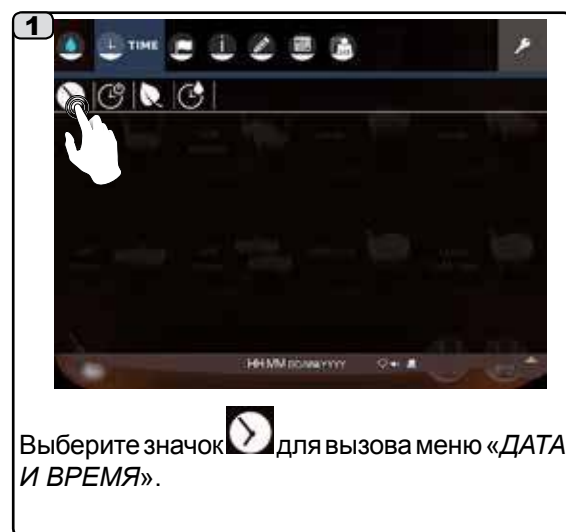 1
TIME
HH:MM DD/MM/YYYY
Выберите значок для вызова меню «ДАТА
И ВРЕМЯ».